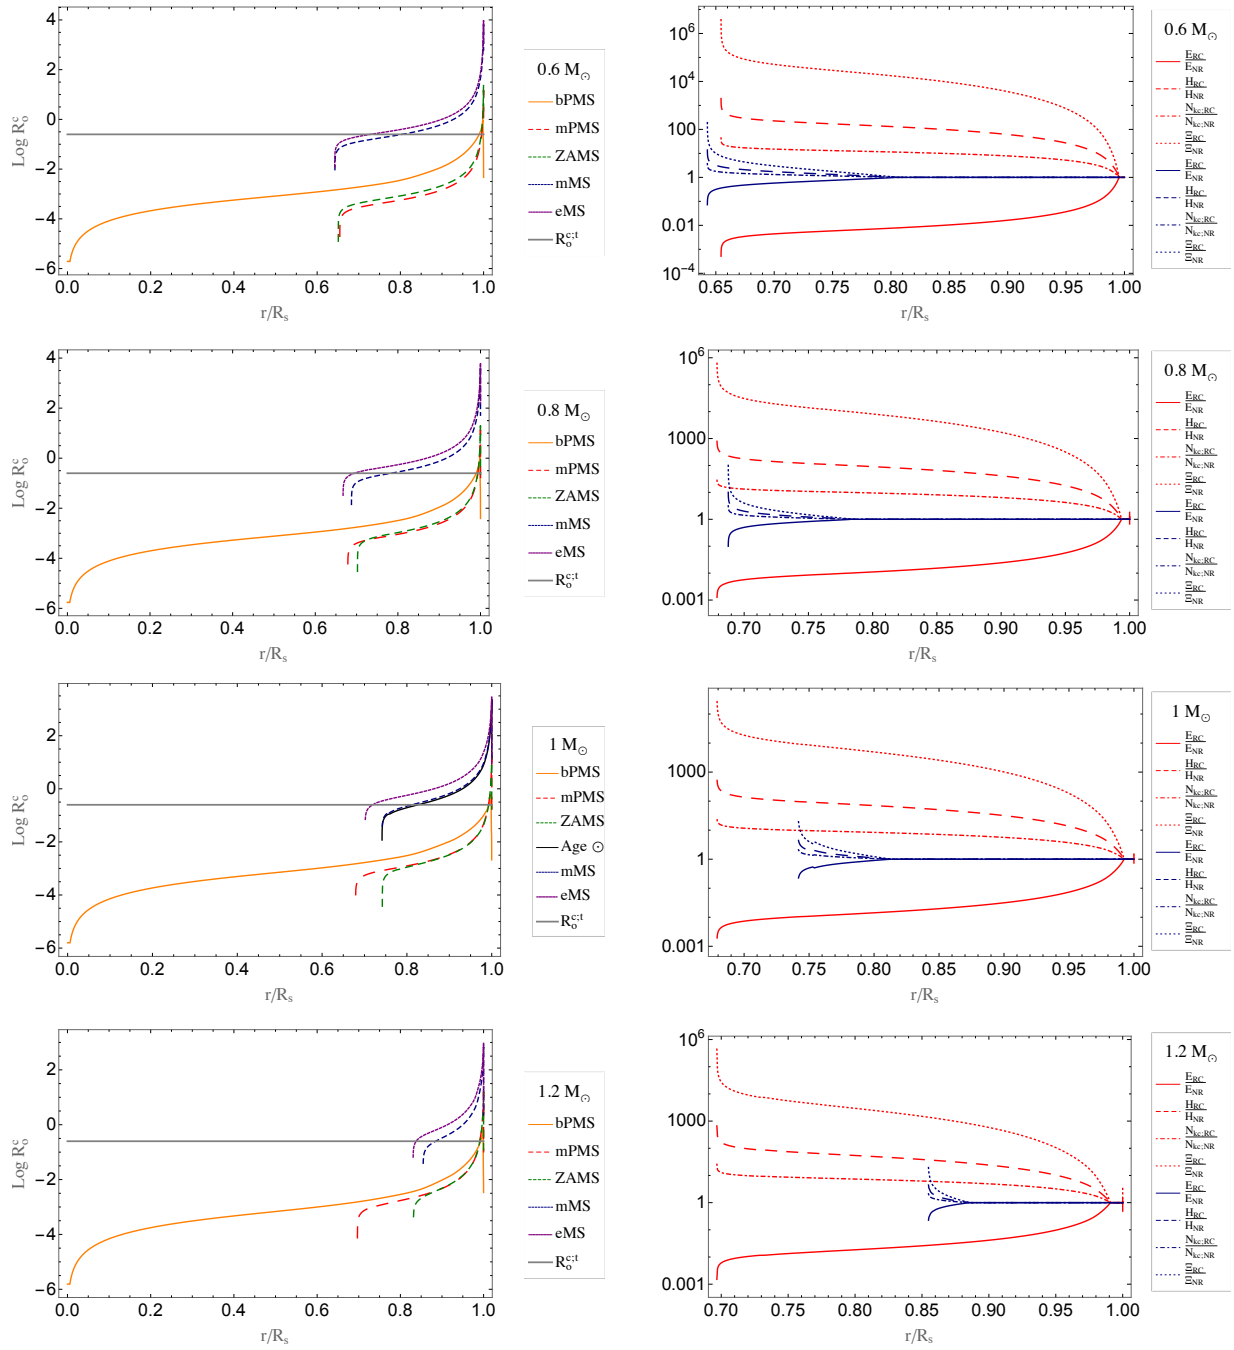 4
2
0
−2
−4
−6
Log R_o^c
0.0 0.2 0.4 0.6 0.8 1.0
r/R_s
0.6 M_⊙
bPMS
mPMS
ZAMS
mMS
eMS
R_o^{c;t}
10^6
10^4
100
1
0.01
10^{−4}
0.65 0.70 0.75 0.80 0.85 0.90 0.95 1.00
r/R_s
0.6 M_⊙
E_RC/E_NR
H_RC/H_NR
N_kc;RC/N_kc;NR
Ξ_RC/Ξ_NR
E_RC/E_NR
H_RC/H_NR
N_kc;RC/N_kc;NR
Ξ_RC/Ξ_NR
4
2
0
−2
−4
−6
Log R_o^c
0.0 0.2 0.4 0.6 0.8 1.0
r/R_s
0.8 M_⊙
bPMS
mPMS
ZAMS
mMS
eMS
R_o^{c;t}
10^6
1000
1
0.001
0.70 0.75 0.80 0.85 0.90 0.95 1.00
r/R_s
0.8 M_⊙
E_RC/E_NR
H_RC/H_NR
N_kc;RC/N_kc;NR
Ξ_RC/Ξ_NR
E_RC/E_NR
H_RC/H_NR
N_kc;RC/N_kc;NR
Ξ_RC/Ξ_NR
2
0
−2
−4
−6
Log R_o^c
0.0 0.2 0.4 0.6 0.8 1.0
r/R_s
1 M_⊙
bPMS
mPMS
ZAMS
Age ⊙
mMS
eMS
R_o^{c;t}
1000
1
0.001
0.70 0.75 0.80 0.85 0.90 0.95 1.00
r/R_s
1 M_⊙
E_RC/E_NR
H_RC/H_NR
N_kc;RC/N_kc;NR
Ξ_RC/Ξ_NR
E_RC/E_NR
H_RC/H_NR
N_kc;RC/N_kc;NR
Ξ_RC/Ξ_NR
2
0
−2
−4
−6
Log R_o^c
0.0 0.2 0.4 0.6 0.8 1.0
r/R_s
1.2 M_⊙
bPMS
mPMS
ZAMS
mMS
eMS
R_o^{c;t}
10^6
1000
1
0.001
0.70 0.75 0.80 0.85 0.90 0.95 1.00
r/R_s
1.2 M_⊙
E_RC/E_NR
H_RC/H_NR
N_kc;RC/N_kc;NR
Ξ_RC/Ξ_NR
E_RC/E_NR
H_RC/H_NR
N_kc;RC/N_kc;NR
Ξ_RC/Ξ_NR